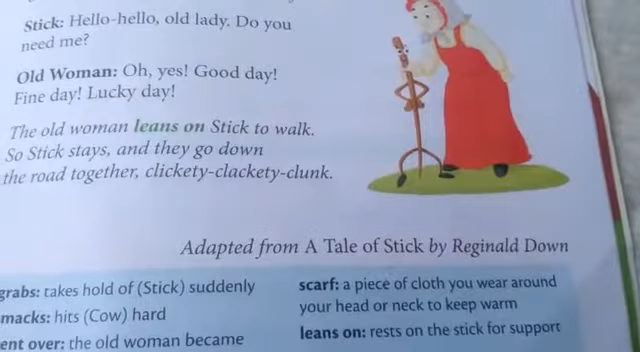 Stick: Hello-hello, old lady. Do you
need me?
Old Woman: Oh, yes! Good day!
Fine day! Lucky day!
The old woman leans on Stick to walk.
So Stick stays, and they go down
the road together, clickety-clackety-clunk.
Adapted from A Tale of Stick by Reginald Down
grabs: takes hold of (Stick) suddenly
macks: hits (Cow) hard
ent over: the old woman became
scarf: a piece of cloth you wear around
your head or neck to keep warm
leans on: rests on the stick for support